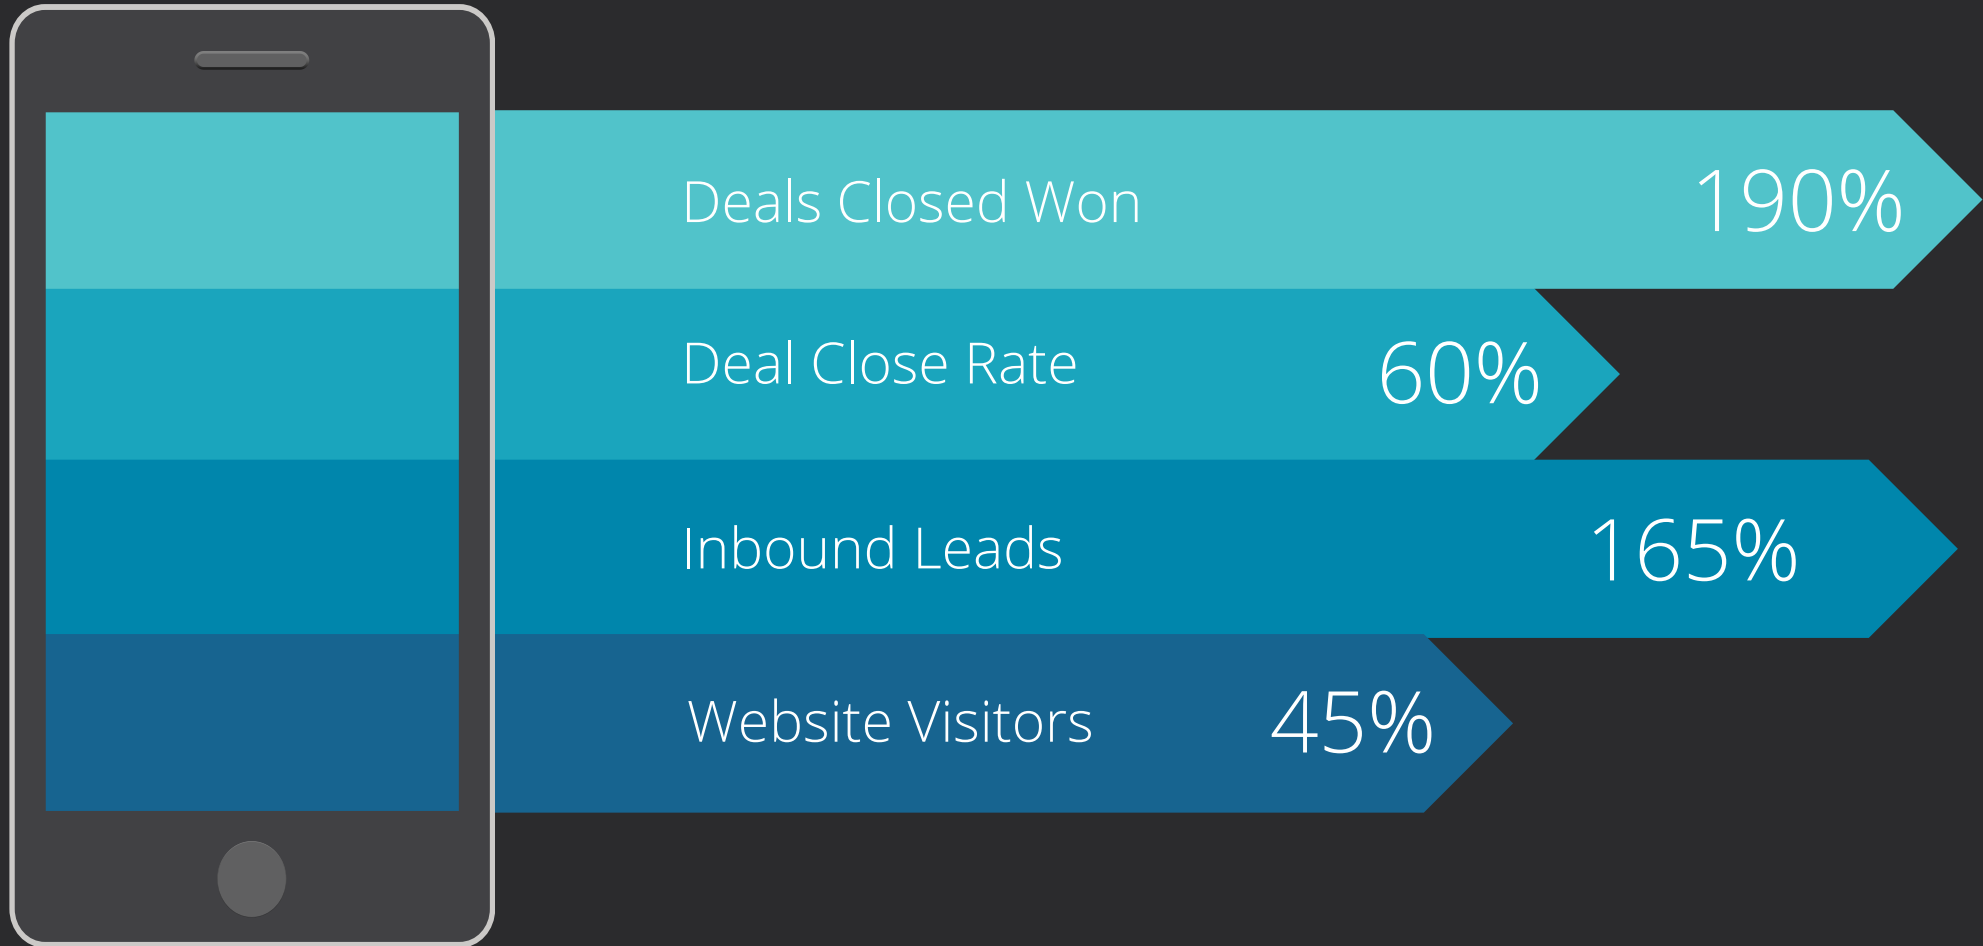 Deals Closed Won 190%
Deal Close Rate 60%
Inbound Leads 165%
Website Visitors 45%